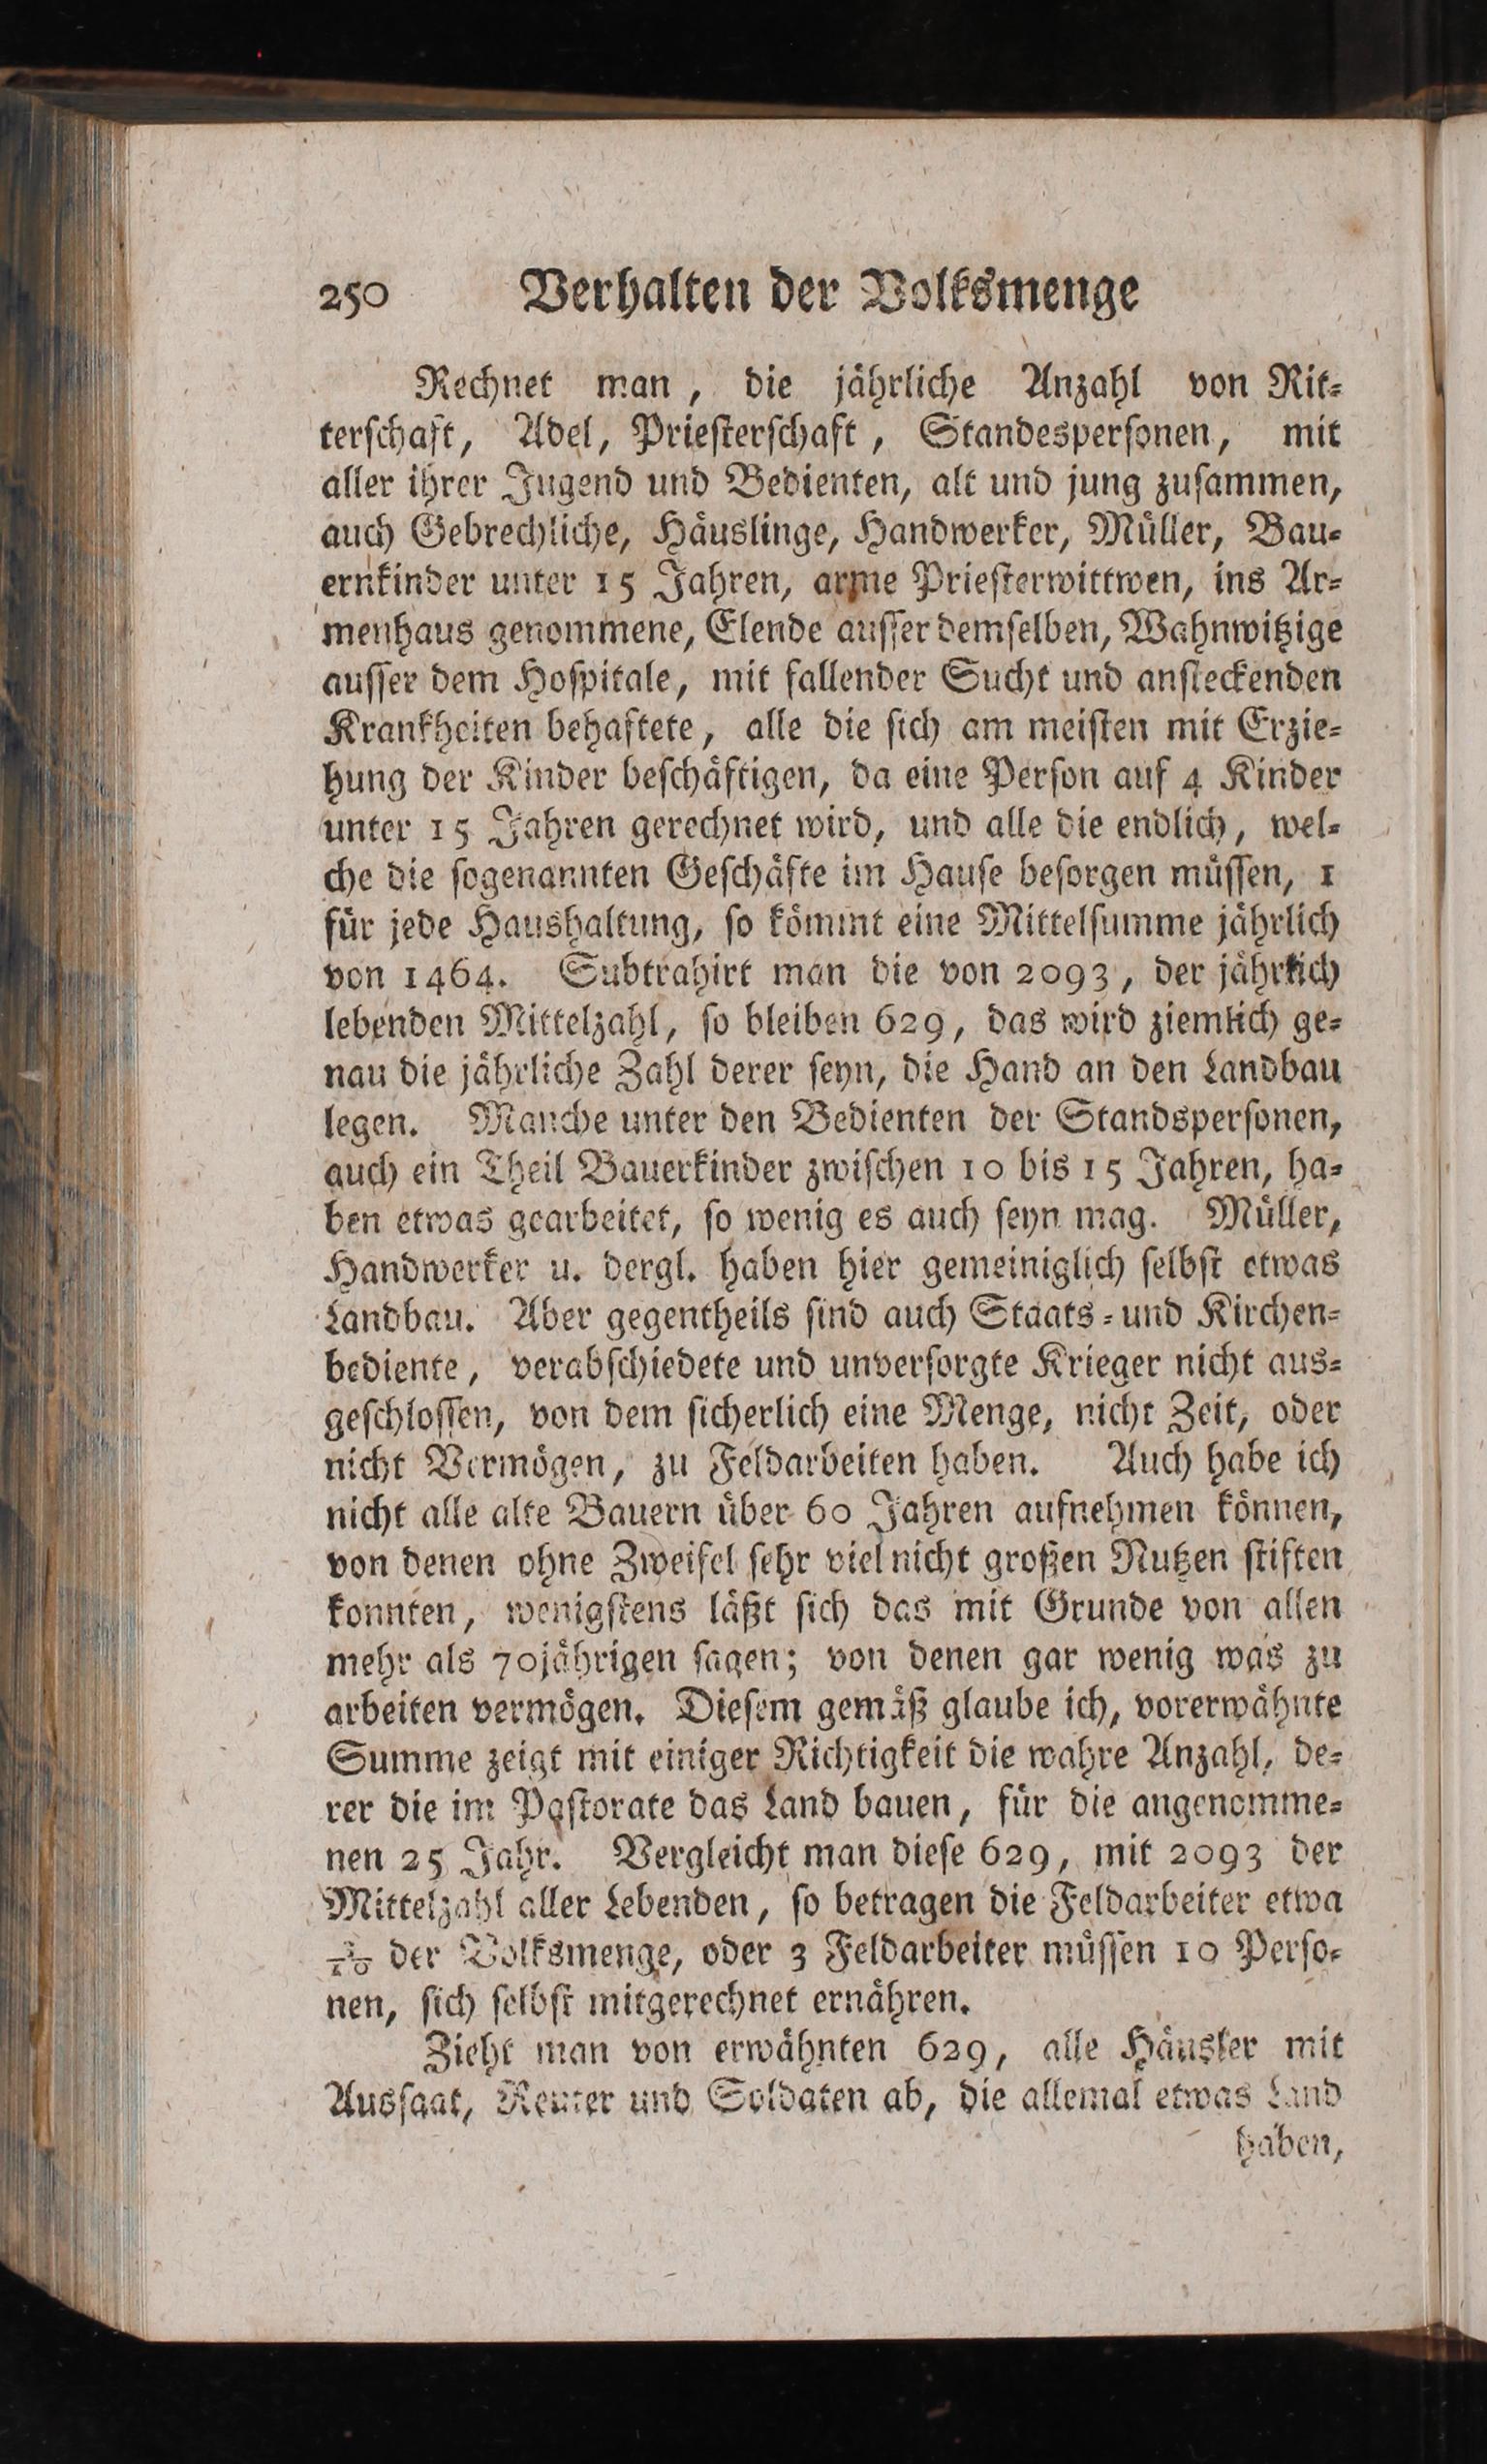 250 Verhalten der Volksmenge
Rechnet man, die jährliche Anzahl von Rit⸗
terſchaft, Adel, Prieſterſchaft, Standesperſonen, mit
aller ihrer Jugend und Bedienten, alt und jung zuſammen,
auch Gebrechliche, Häuslinge, Handwerker, Müller, Bau⸗
ernkinder unter 15 Jahren, arme Prieſterwittwen, ins Ar⸗
menhaus genommene, Elende auſſer demſelben, Wahnwitzige
auſſer dem Hoſpitale, mit fallender Sucht und anſteckenden
Krankheiten behaftete, alle die ſich am meiſten mit Erzie⸗
hung der Kinder beſchäftigen, da eine Perſon auf 4 Kinder
unter 15 Jahren gerechnet wird, und alle die endlich, wel⸗
che die ſogenannten Geſchäfte im Hauſe beſorgen müſſen, 1
für jede Haushaltung, ſo kömmt eine Mittelſumme jährlich
von 1464. Subtrahirt man die von 2093, der jährlich
lebenden Mittelzahl, ſo bleiben 629, das wird ziemlich ge⸗
nau die jährliche Zahl derer ſeyn, die Hand an den Landbau
legen. Manche unter den Bedienten der Standsperſonen,
auch ein Theil Bauerkinder zwiſchen 10 bis 15 Jahren, ha⸗
ben etwas gearbeitet, ſo wenig es auch ſeyn mag. Müller,
Handwerker u. dergl. haben hier gemeiniglich ſelbſt etwas
Landbau. Aber gegentheils ſind auch Staats⸗und Kirchen⸗
bediente, verabſchiedete und unverſorgte Krieger nicht aus⸗
geſchloſſen, von dem ſicherlich eine Menge, nicht Zeit, oder
nicht Vermögen, zu Feldarbeiten haben. Auch habe ich
nicht alle alte Bauern über 60 Jahren aufnehmen können,
von denen ohne Zweifel ſehr viel nicht großen Nutzen ſtiften
konnten, wenigſtens läßt ſich das mit Grunde von allen
mehr als 70jährigen ſagen; von denen gar wenig was zu
arbeiten vermögen. Dieſem gemäß glaube ich, vorerwähnte
Summe zeigt mit einiger Richtigkeit die wahre Anzahl, de⸗
rer die im Paſtorate das Land bauen, für die angenomme⸗
nen 25 Jahr. Vergleicht man dieſe 629, mit 2093 der
Mittelzahl aller Lebenden, ſo betragen die Feldarbeiter etwa
3/10 der Volksmenge, oder 3 Feldarbeiter müſſen 10 Perſo⸗
nen, ſich ſelbſt mitgerechnet ernähren.
Zieht man von erwähnten 629, alle Häusler mit
Ausſaat, Reuter und Soldaten ab, die allemal etwas Land
haben,